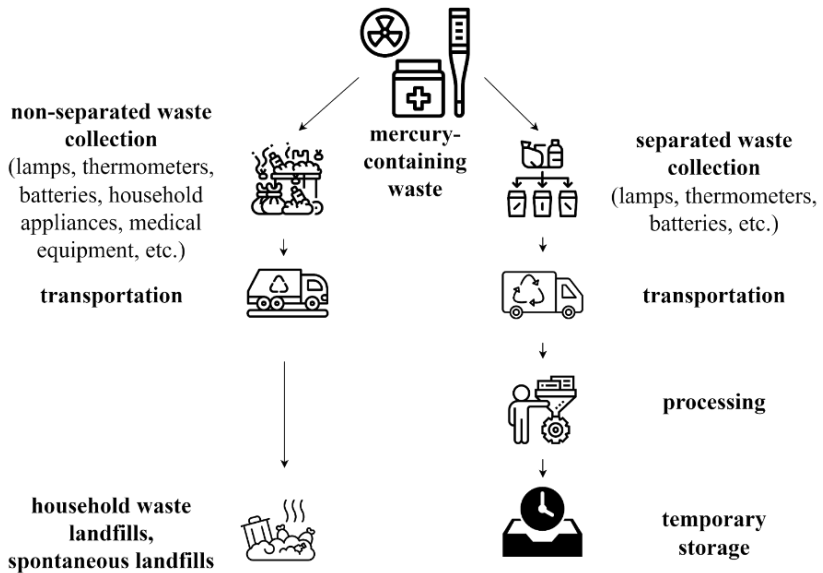 mercury-
containing
waste
non-separated waste
collection
(lamps, thermometers,
batteries, household
appliances, medical
equipment, etc.)
transportation
household waste
landfills,
spontaneous landfills
separated waste
collection
(lamps, thermometers,
batteries, etc.)
transportation
processing
temporary
storage